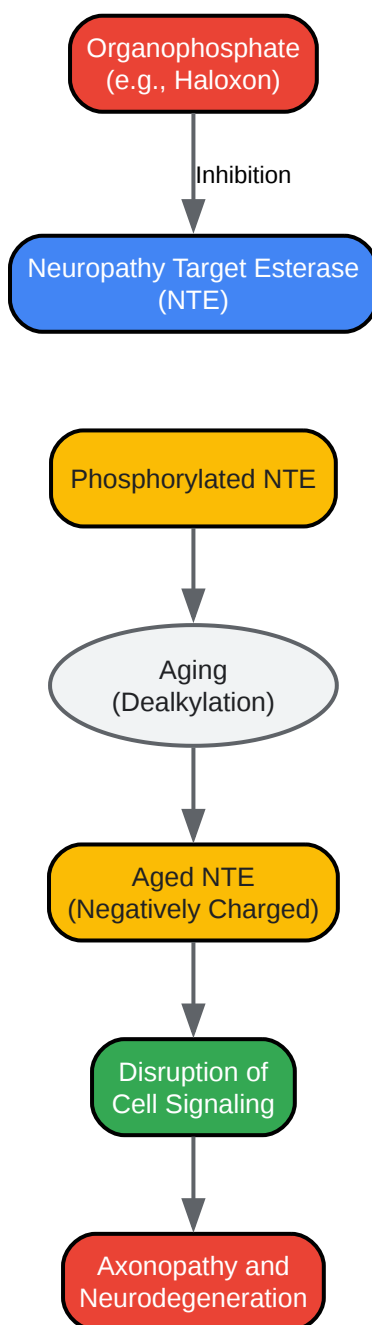 Organophosphate
(e.g., Haloxon)
Inhibition
Neuropathy Target Esterase
(NTE)
Phosphorylated NTE
Aging
(Dealkylation)
Aged NTE
(Negatively Charged)
Disruption of
Cell Signaling
Axonopathy and
Neurodegeneration